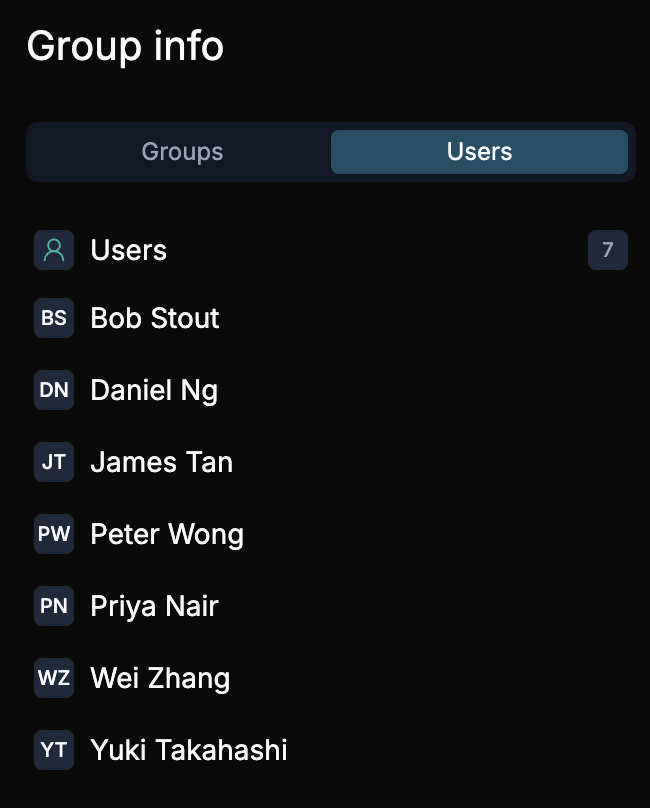 Group info
Groups Users
Users 7
BS Bob Stout
DN Daniel Ng
JT James Tan
PW Peter Wong
PN Priya Nair
WZ Wei Zhang
YT Yuki Takahashi